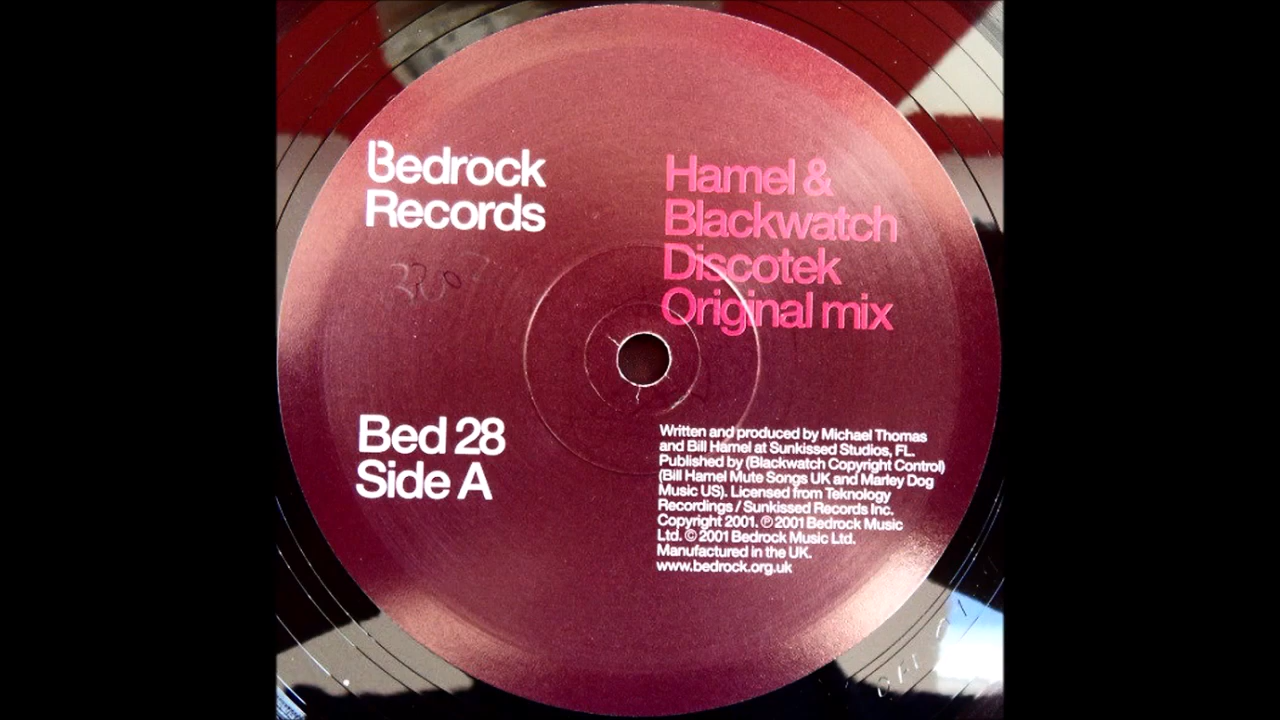 Bedrock
Records
Hamel &
Blackwatch
Discotek
Original mix
Bed 28
Side A
Written and produced by Michael Thomas
and Bill Hamel at Sunkissed Studios, FL.
Published by (Blackwatch Copyright Control)
(Bill Hamel Mute Songs UK and Marley Dog
Music US). Licensed from Teknology
Recordings / Sunkissed Records Inc.
Copyright 2001. ℗ 2001 Bedrock Music
Ltd. © 2001 Bedrock Music Ltd.
Manufactured in the UK.
www.bedrock.org.uk